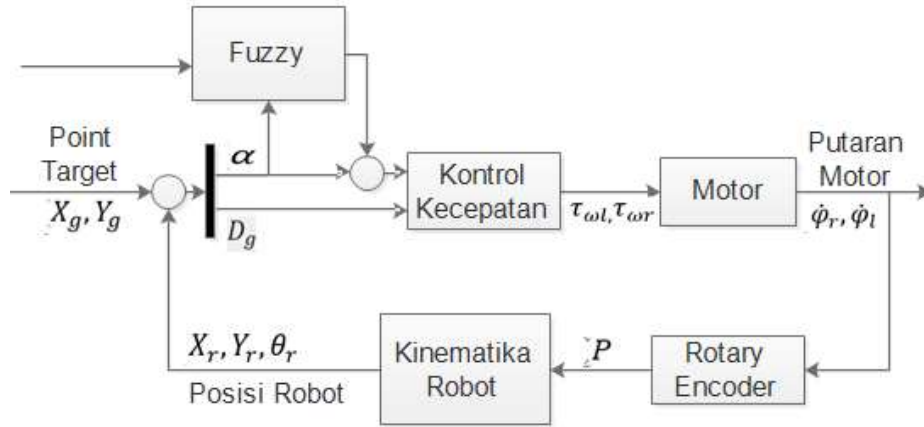 Fuzzy
Point
Target
X_g, Y_g
α
D_g
Kontrol
Kecepatan
τ_ωl, τ_ωr
Motor
Putaran
Motor
φ̇_r, φ̇_l
X_r, Y_r, θ_r
Posisi Robot
Kinematika
Robot
P
Rotary
Encoder